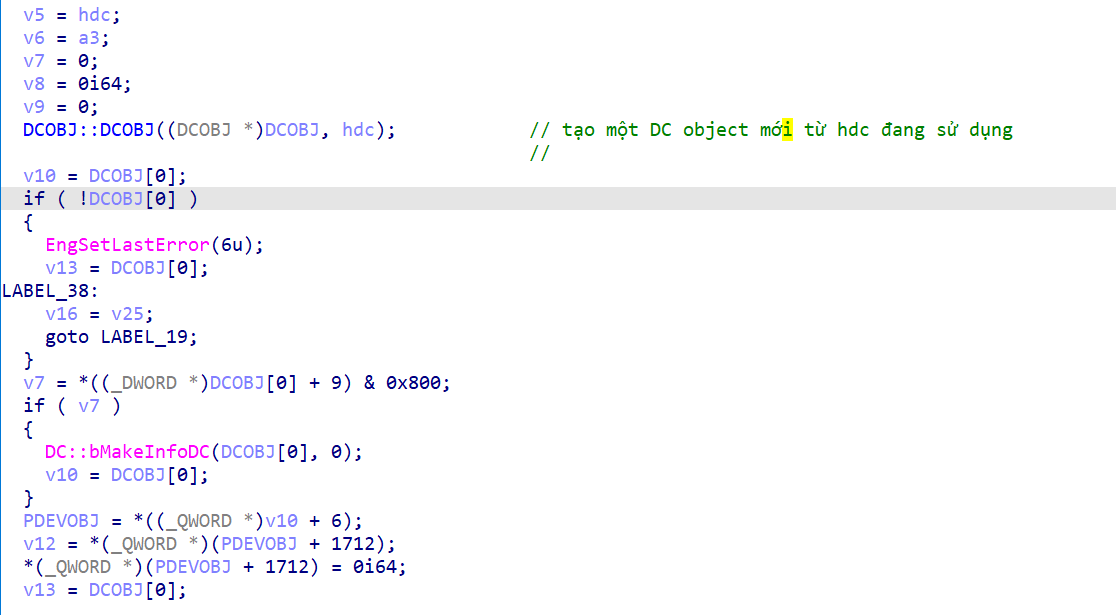 v5 = hdc;
v6 = a3;
v7 = 0;
v8 = 0i64;
v9 = 0;
DCOBJ::DCOBJ((DCOBJ *)DCOBJ, hdc); // tạo một DC object mới từ hdc đang sử dụng
//
v10 = DCOBJ[0];
if ( !DCOBJ[0] )
{
EngSetLastError(6u);
v13 = DCOBJ[0];
LABEL_38:
v16 = v25;
goto LABEL_19;
}
v7 = *((_DWORD *)DCOBJ[0] + 9) & 0x800;
if ( v7 )
{
DC::bMakeInfoDC(DCOBJ[0], 0);
v10 = DCOBJ[0];
}
PDEVOBJ = *((_QWORD *)v10 + 6);
v12 = *(_QWORD *)(PDEVOBJ + 1712);
*(_QWORD *)(PDEVOBJ + 1712) = 0i64;
v13 = DCOBJ[0];